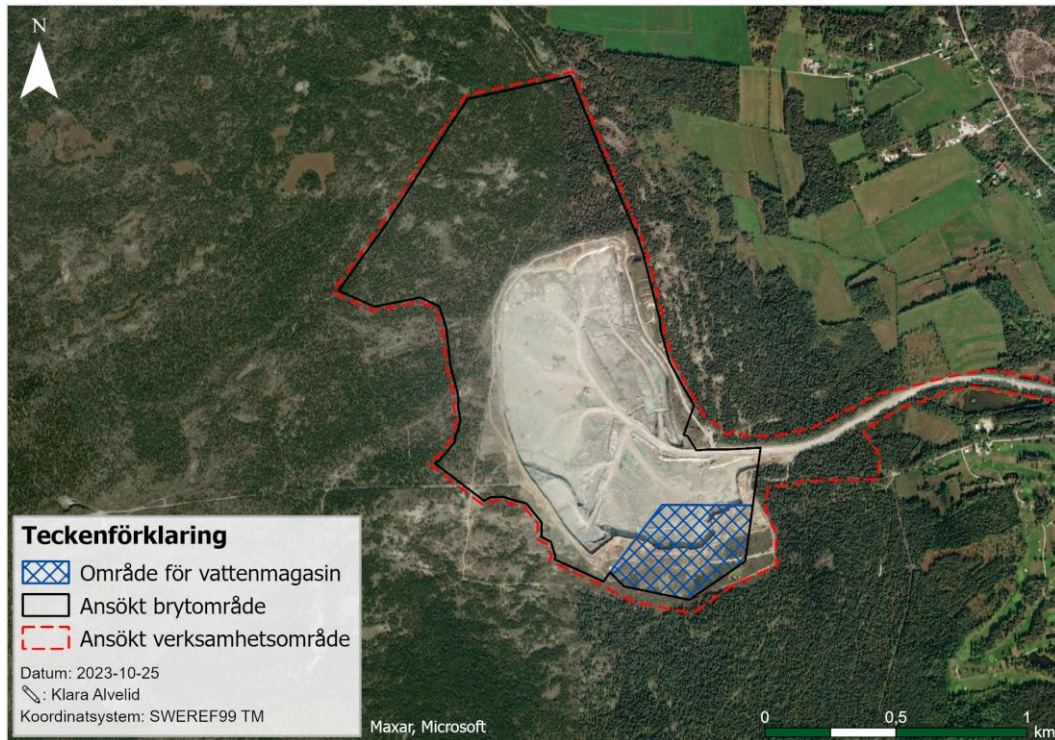 N
Teckenförklaring
Område för vattenmagasin
Ansökt brytområde
Ansökt verksamhetsområde
Datum: 2023-10-25
✎: Klara Alvelid
Koordinatsystem: SWEREF99 TM
Maxar, Microsoft
0 0,5 1
km